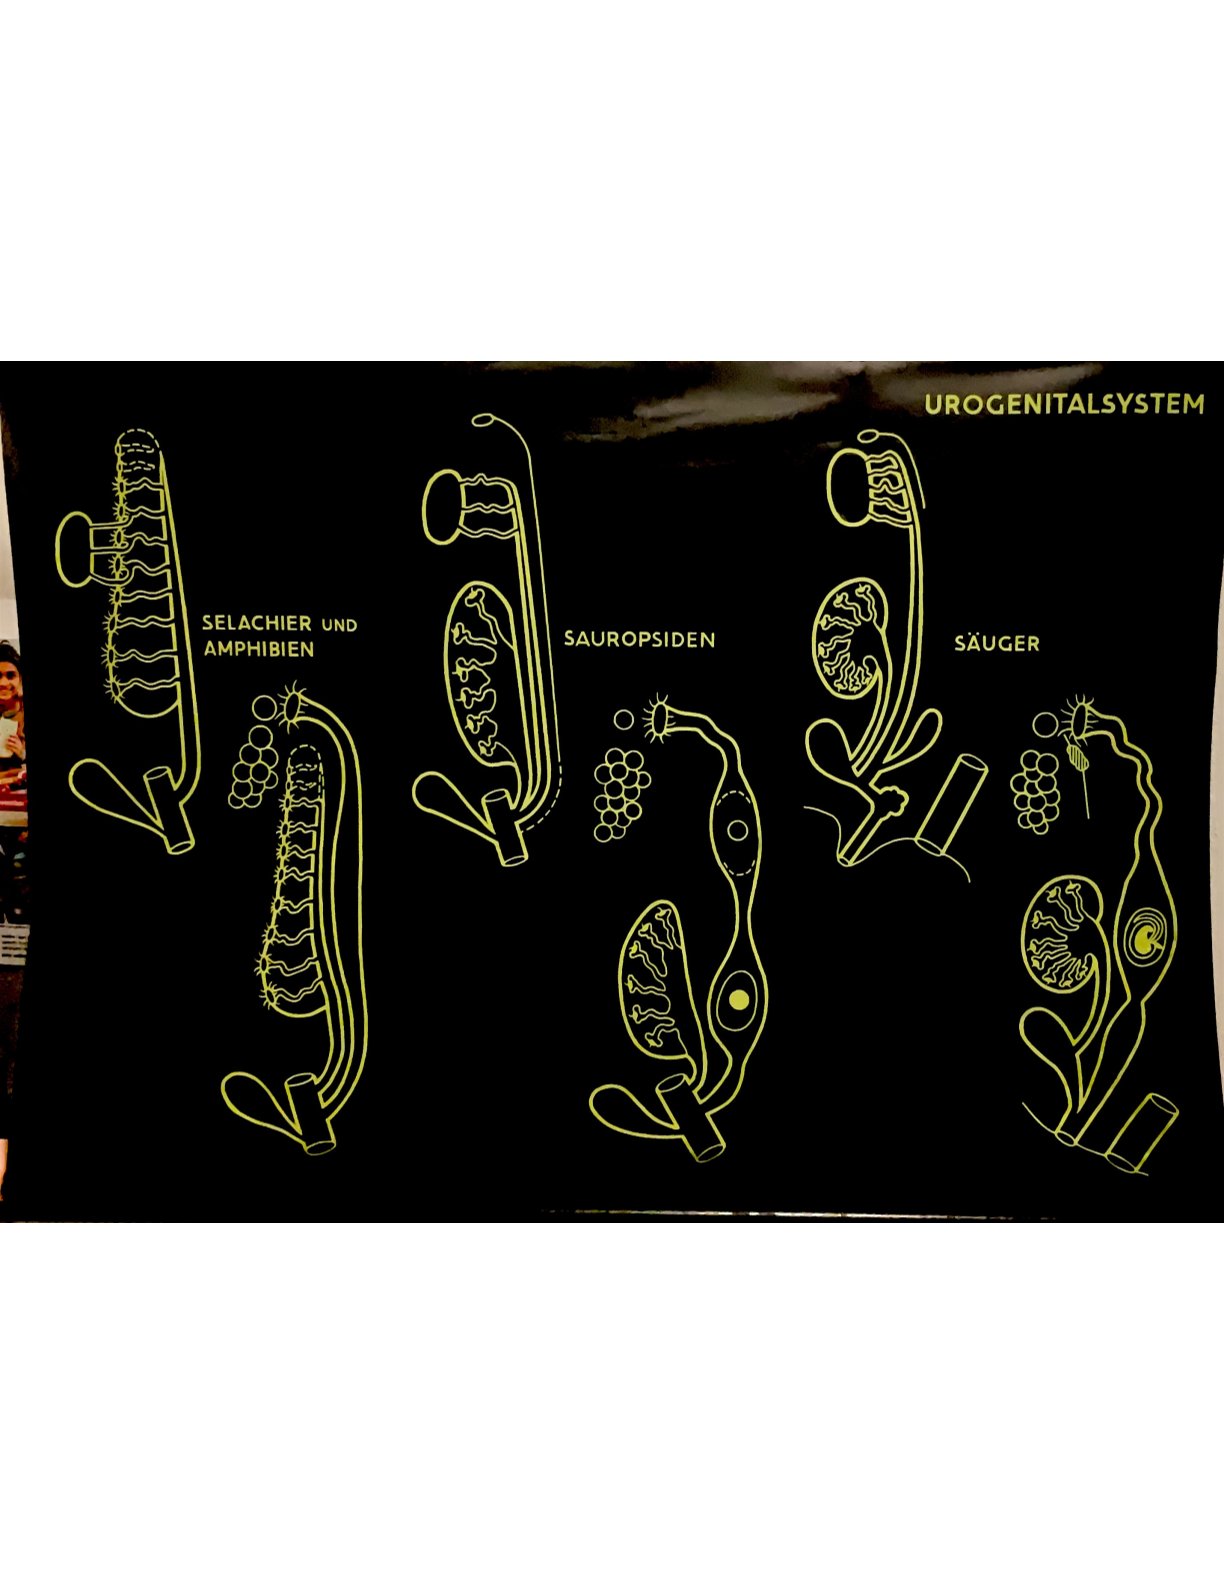 UROGENITALSYSTEM
SELACHIER UND
AMPHIBIEN
SAUROPSIDEN
SÄUGER